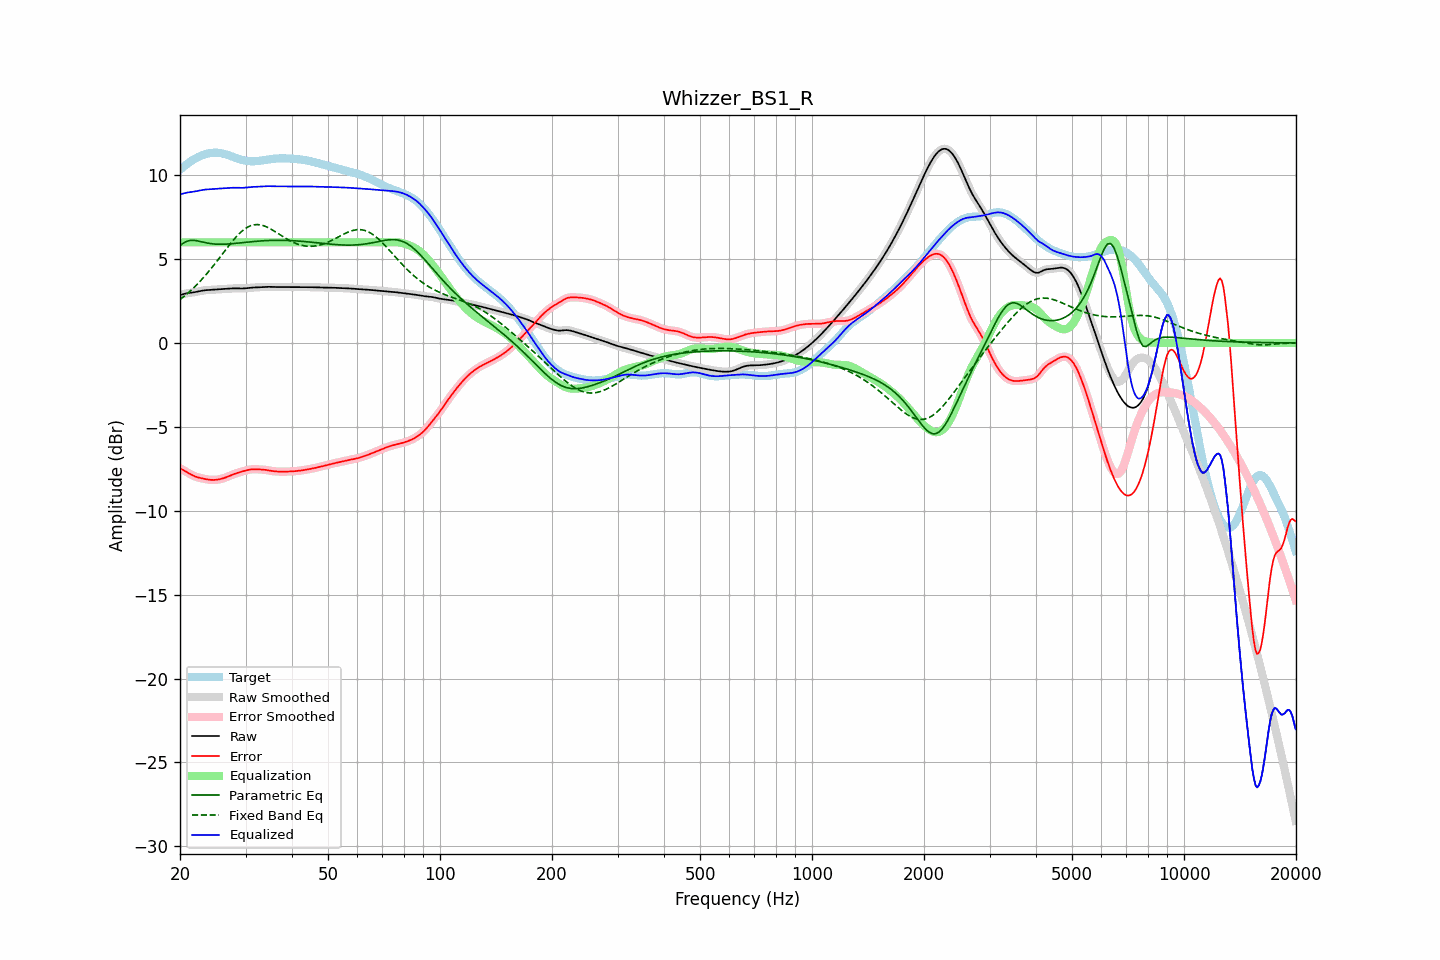 Whizzer_BS1_R
Amplitude (dBr)
10
5
0
−5
−10
−15
−20
−25
−30
Target
Raw Smoothed
Error Smoothed
Raw
Error
Equalization
Parametric Eq
Fixed Band Eq
Equalized
20
50
100
200
500
1000
2000
5000
10000
20000
Frequency (Hz)